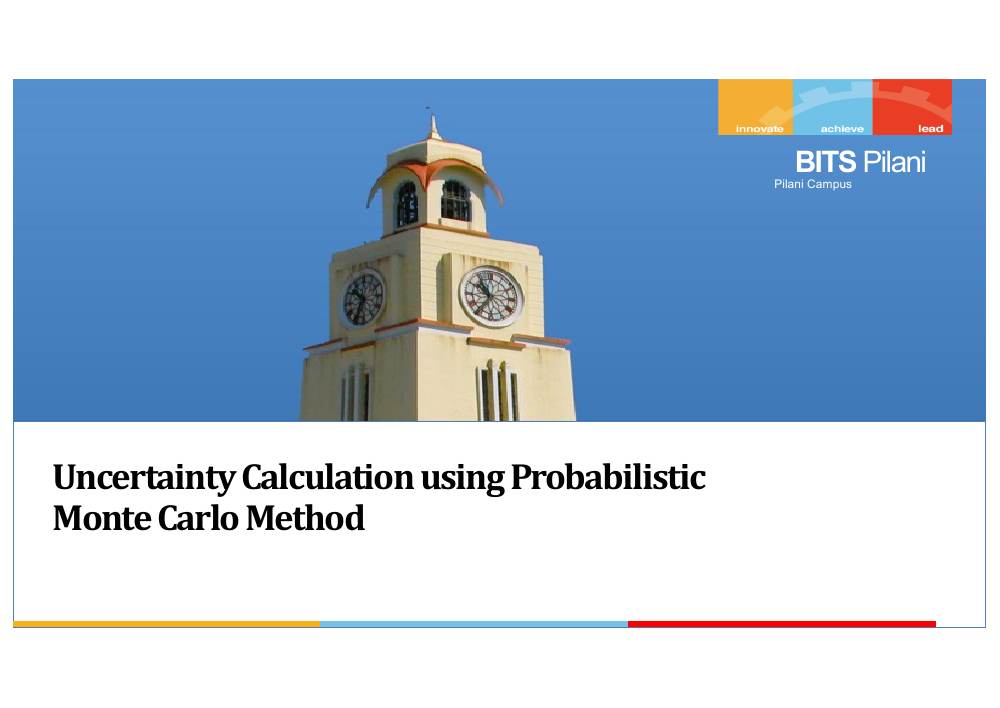 innovate achieve lead
BITS Pilani
Pilani Campus
Uncertainty Calculation using Probabilistic
Monte Carlo Method